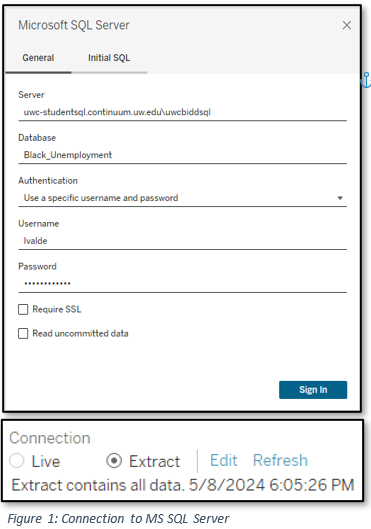 Microsoft SQL Server
General Initial SQL
Server
uwc-studentsql.continuum.uw.edu\uwcbiddsql
Database
Black_Unemployment
Authentication
Use a specific username and password
Username
lvalde
Password
••••••••••••
Require SSL
Read uncommitted data
Sign In
Connection
Live Extract Edit Refresh
Extract contains all data. 5/8/2024 6:05:26 PM
Figure 1: Connection to MS SQL Server